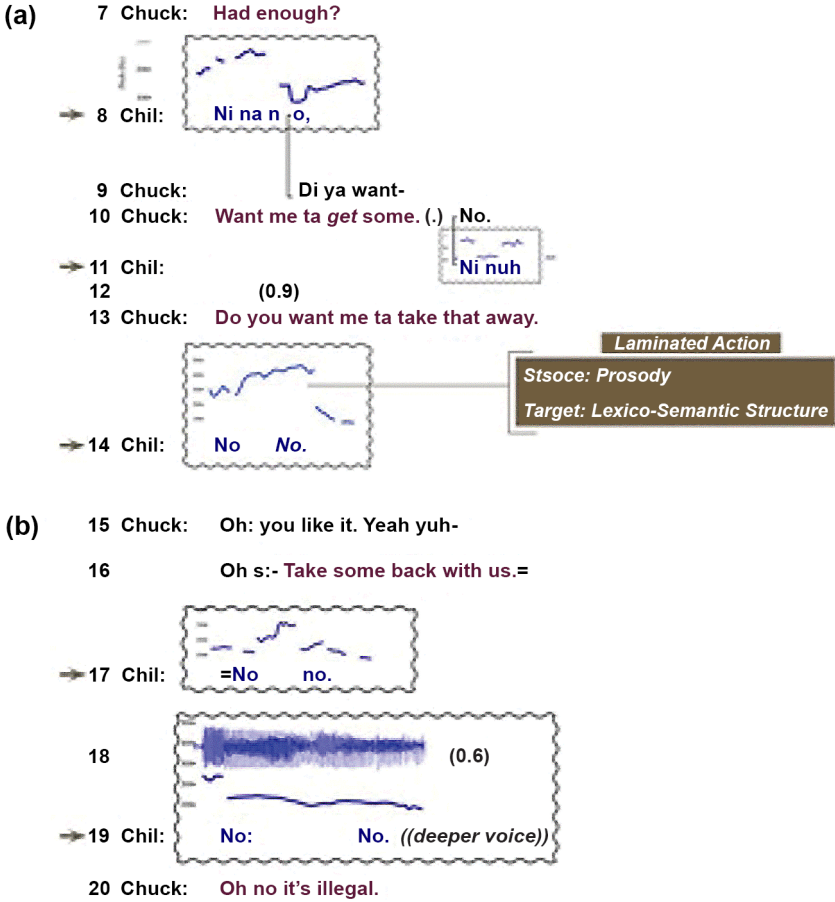 (a)
7 Chuck: Had enough?
8 Chil: Ni na n o,
9 Chuck: Di ya want-
10 Chuck: Want me ta get some. (.) No.
11 Chil: Ni nuh
12 (0.9)
13 Chuck: Do you want me ta take that away.
Laminated Action
Stsoce: Prosody
Target: Lexico-Semantic Structure
14 Chil: No No.
(b)
15 Chuck: Oh: you like it. Yeah yuh-
16 Oh s:- Take some back with us.=
17 Chil: =No no.
18 (0.6)
19 Chil: No: No. ((deeper voice))
20 Chuck: Oh no it's illegal.